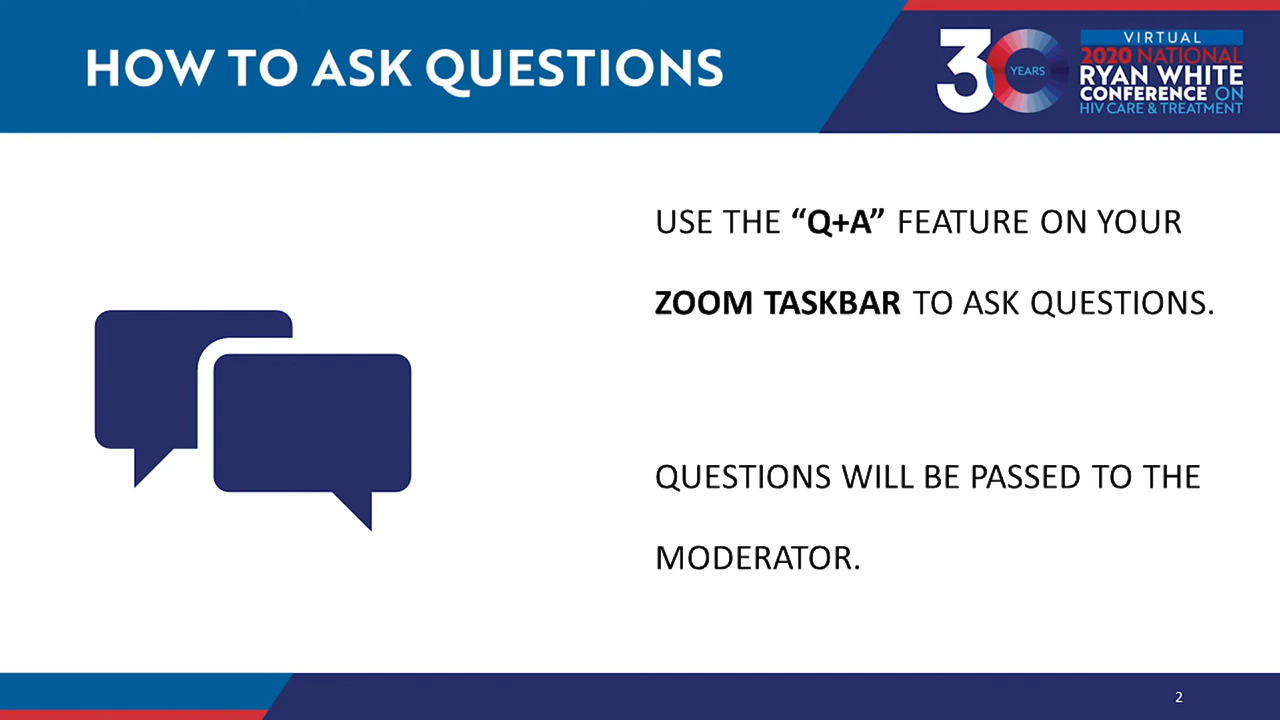 HOW TO ASK QUESTIONS
30 YEARS
VIRTUAL
2020 NATIONAL
RYAN WHITE
CONFERENCE ON
HIV CARE & TREATMENT
USE THE “Q+A” FEATURE ON YOUR
ZOOM TASKBAR TO ASK QUESTIONS.
QUESTIONS WILL BE PASSED TO THE
MODERATOR.
2